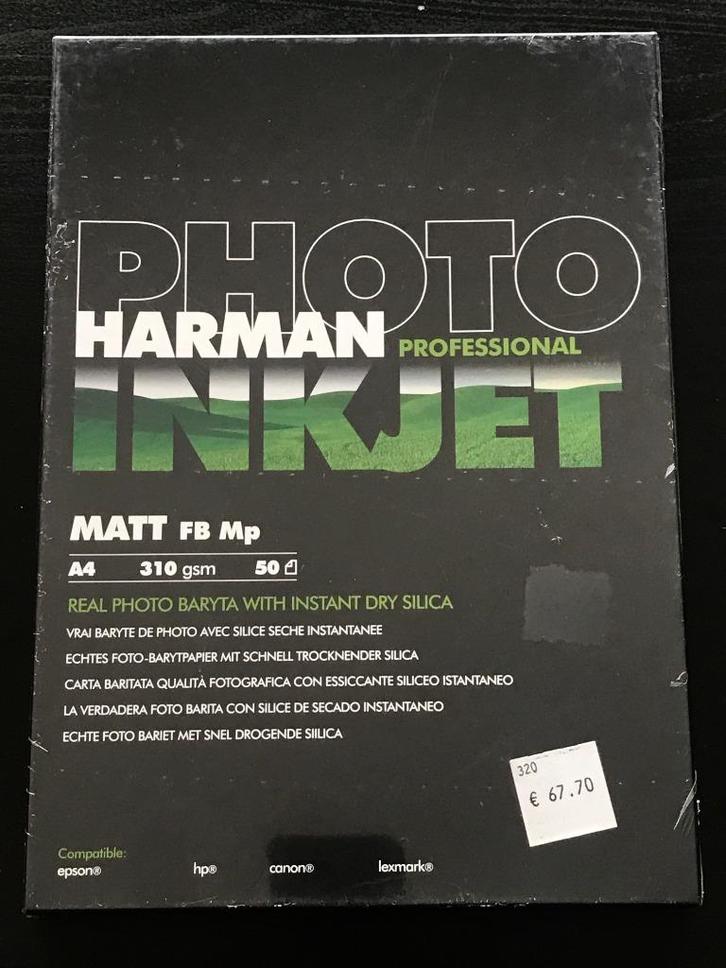 PHOTO
HARMAN PROFESSIONAL
INKJET
MATT FB Mp
A4 310 gsm 50
REAL PHOTO BARYTA WITH INSTANT DRY SILICA
VRAI BARYTE DE PHOTO AVEC SILICE SECHE INSTANTANEE
ECHTES FOTO-BARYTPAPIER MIT SCHNELL TROCKNENDER SILICA
CARTA BARITATA QUALITÀ FOTOGRAFICA CON ESSICCANTE SILICEO ISTANTANEO
LA VERDADERA FOTO BARITA CON SILICE DE SECADO INSTANTANEO
ECHTE FOTO BARIET MET SNEL DROGENDE SIILICA
320
€ 67.70
Compatible:
epson® hp® canon® lexmark®